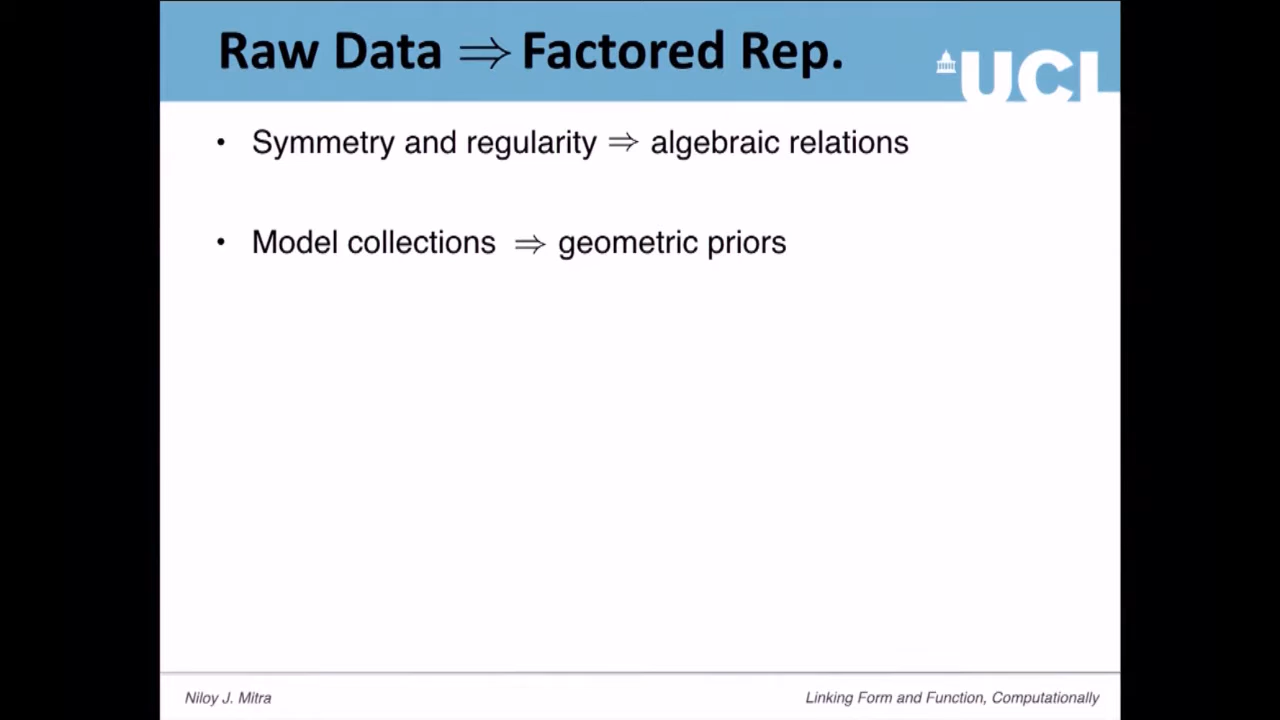 Raw Data ⇒ Factored Rep.
UCL
• Symmetry and regularity ⇒ algebraic relations
• Model collections ⇒ geometric priors
Niloy J. Mitra
Linking Form and Function, Computationally